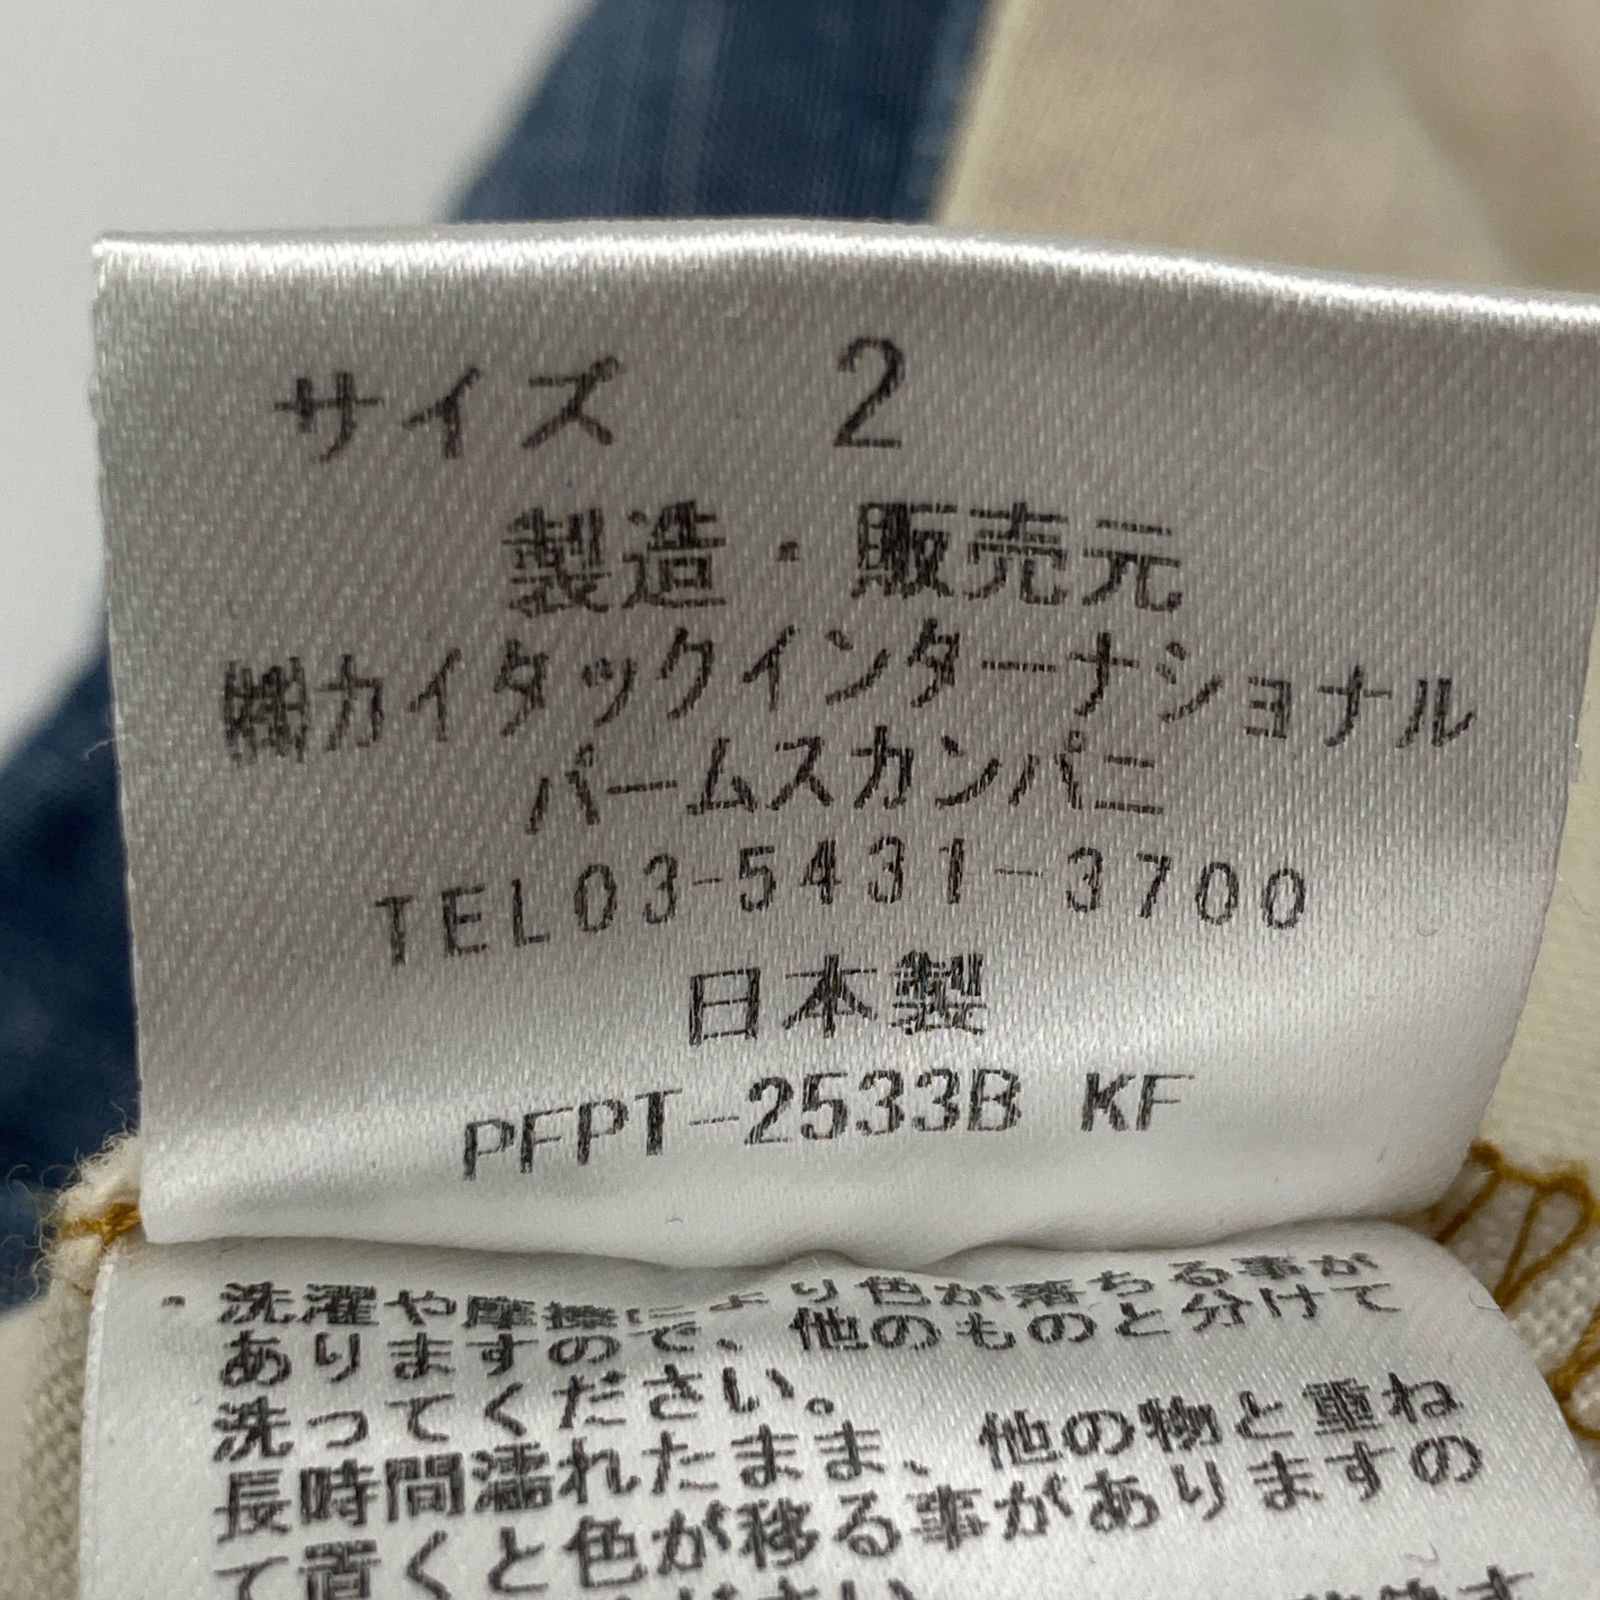 サイズ 2
製造・販売元
㈱カイタックインターナショナル
パームスカンパニー
TEL03-5431-3700
日本製
PFPT-2533B KF
・洗濯や摩擦により色が落ちる事が
ありますので、他のものと分けて
洗ってください。
長時間濡れたまま、他の物と重ね
て置くと色が移る事がありますの